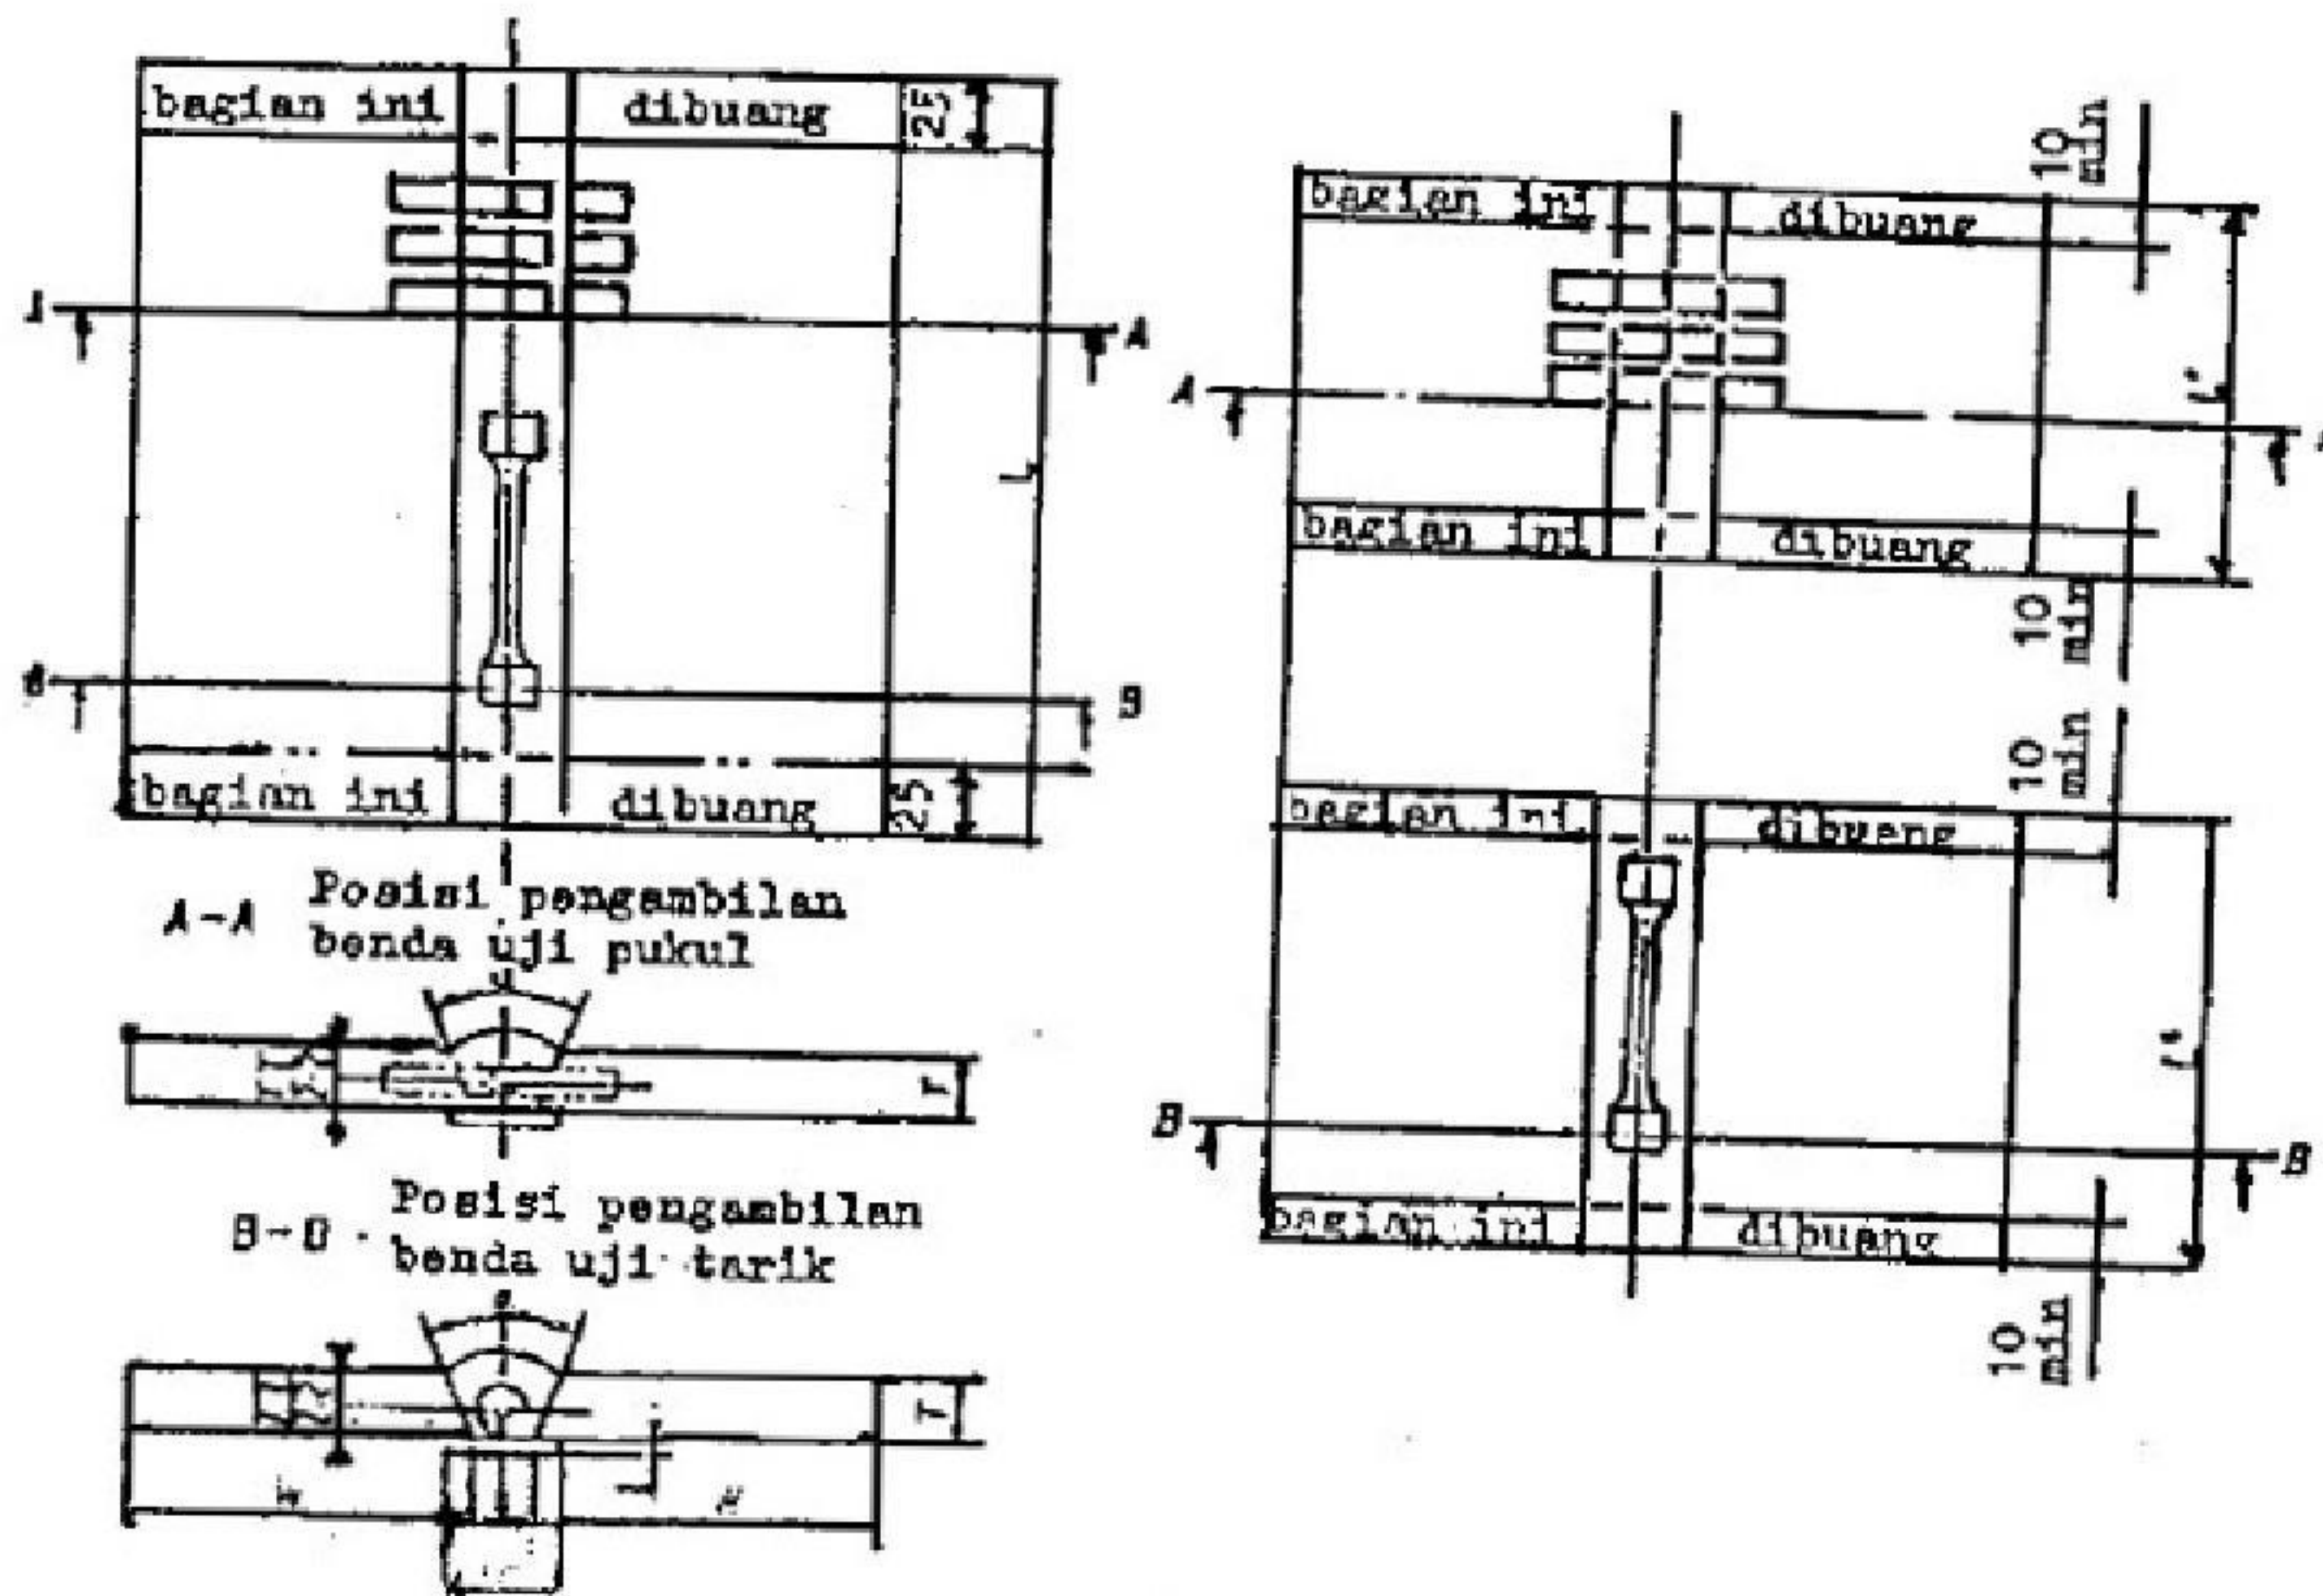 bagian ini dibuang 25
A
B
bagian ini dibuang 25
A-A Posisi pengambilan
benda uji pukul
T
B-B Posisi pengambilan
benda uji tarik
T
10
min
bagian ini dibuang
A
bagian ini dibuang
10
min
10
min
bagian ini dibuang
B B
bagian ini dibuang
10
min